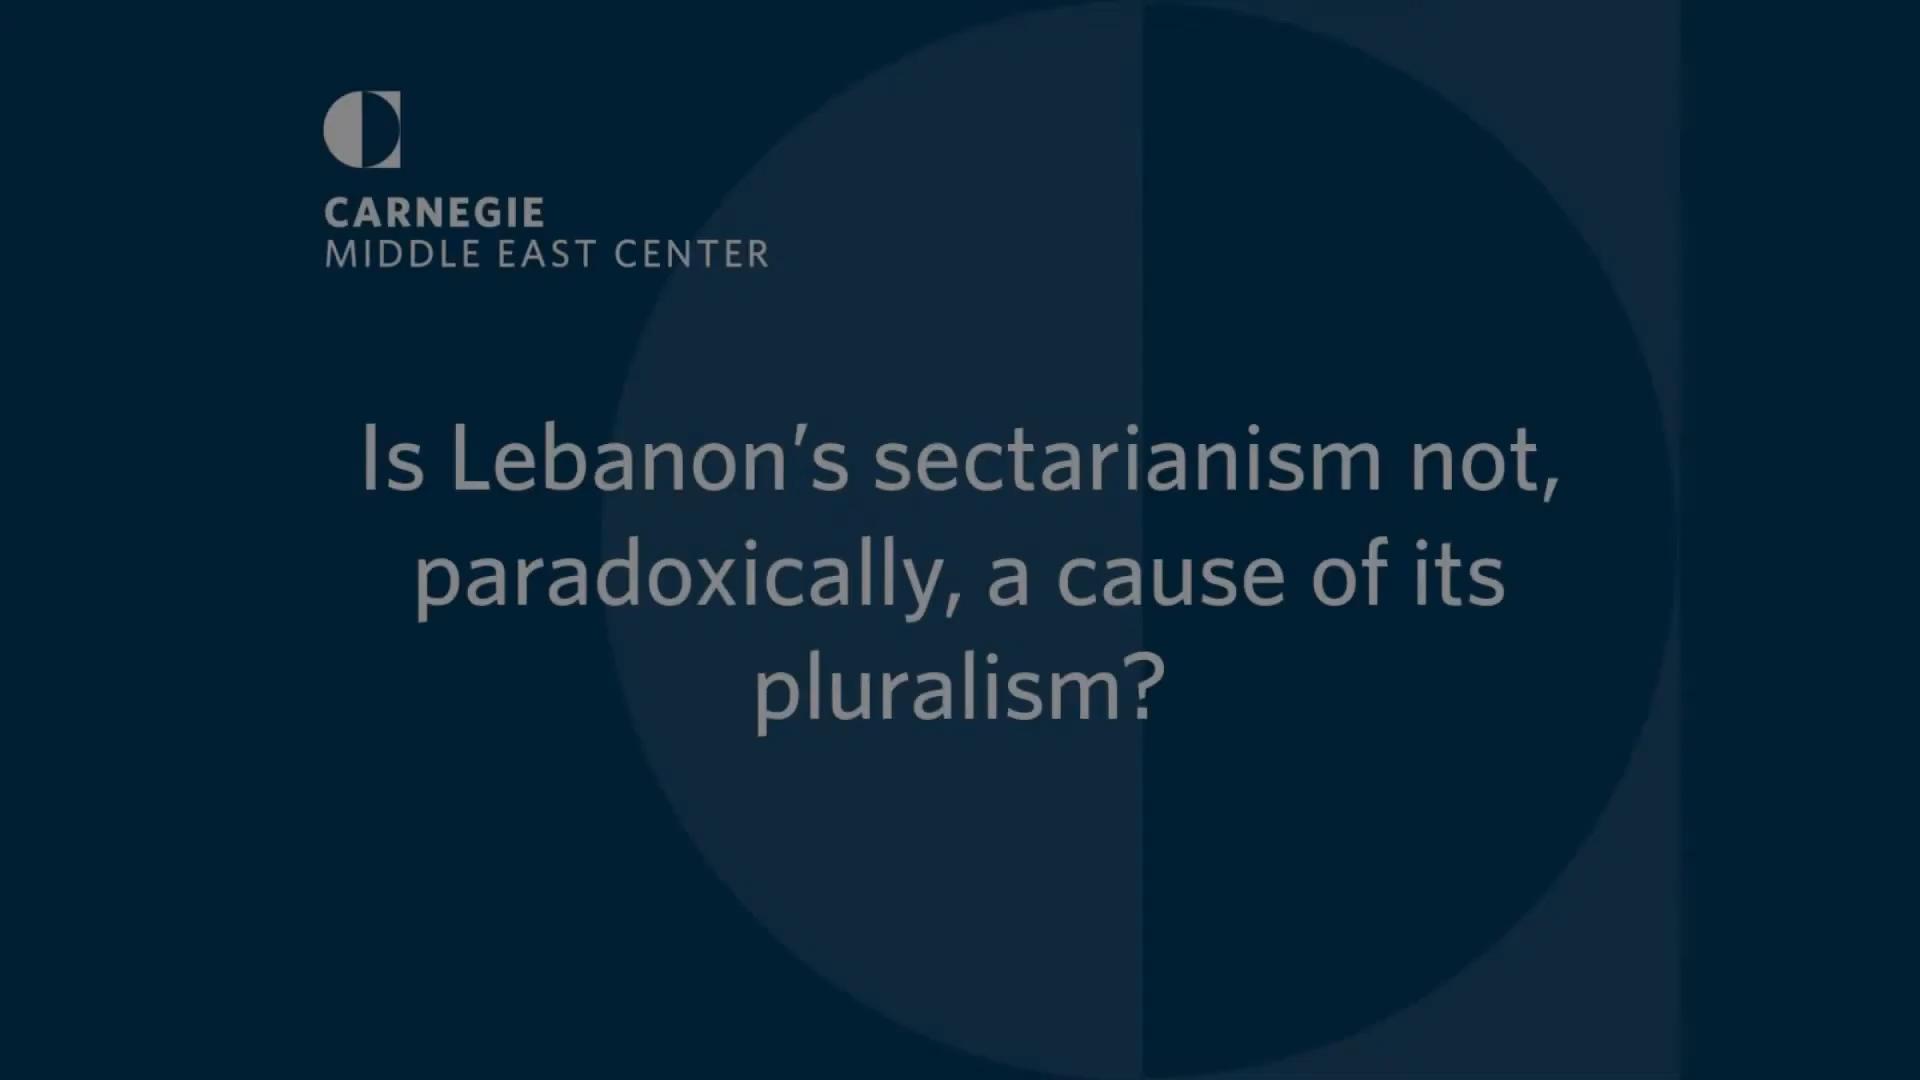 CARNEGIE
MIDDLE EAST CENTER
Is Lebanon’s sectarianism not,
paradoxically, a cause of its
pluralism?